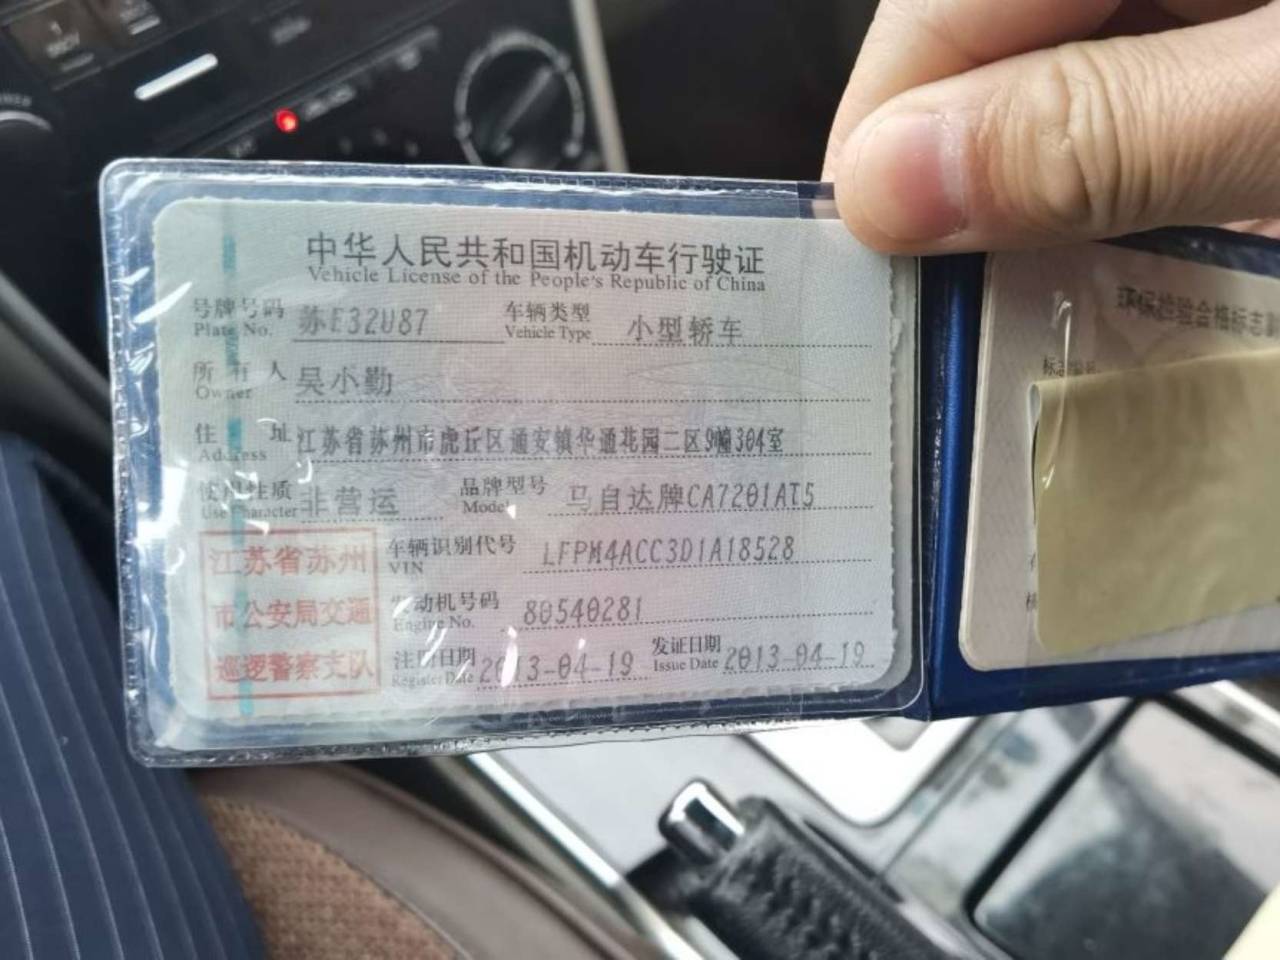 中华人民共和国机动车行驶证
Vehicle License of the People's Republic of China
号牌号码 苏E32U87 车辆类型 小型轿车
Plate No. Vehicle Type
所有人 吴小勤
Owner
住址 江苏省苏州市虎丘区通安镇华通花园二区9幢304室
Address
使用性质 非营运 品牌型号 马自达牌CA7201AT5
Use Character Model
江苏省苏州
市公安局交通
巡逻警察支队
车辆识别代号 LFPM4ACC3D1A18528
VIN
发动机号码 80540281
Engine No.
注册日期 2013-04-19 发证日期 2013-04-19
Register Date Issue Date
环保检验合格标志